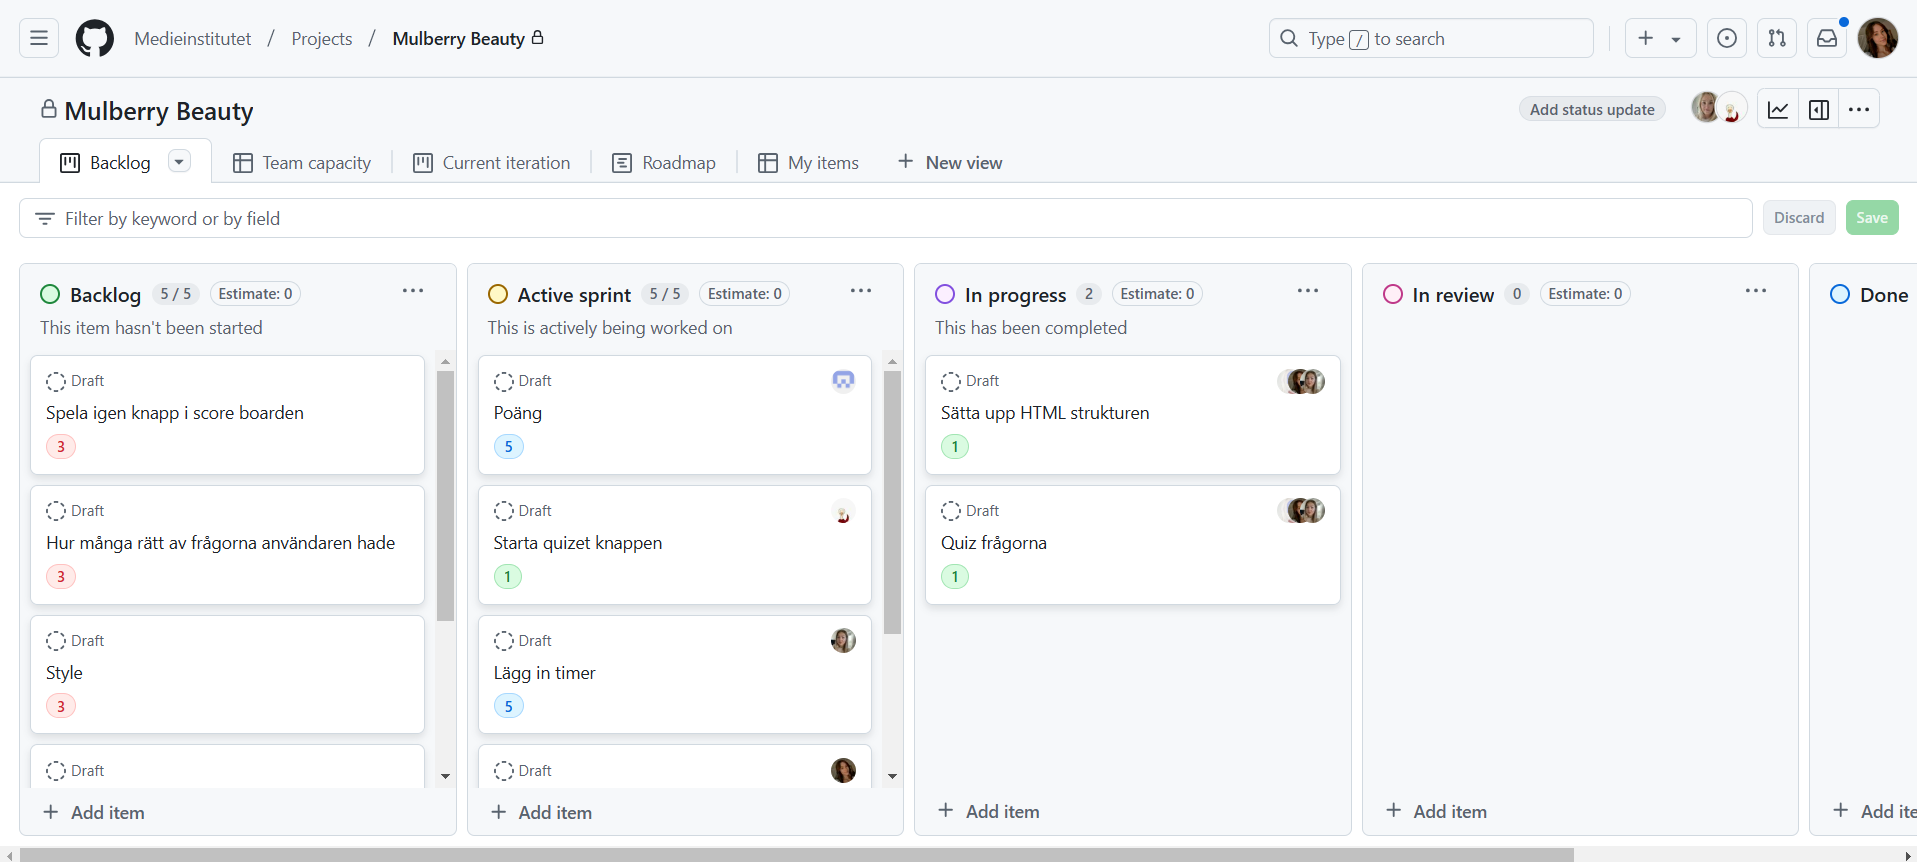 Medieinstitutet / Projects / Mulberry Beauty
Type / to search
Mulberry Beauty
Add status update
Backlog
Team capacity
Current iteration
Roadmap
My items
New view
Filter by keyword or by field
Discard
Save
Backlog 5 / 5 Estimate: 0
This item hasn't been started
Draft
Spela igen knapp i score boarden
3
Draft
Hur många rätt av frågorna användaren hade
3
Draft
Style
3
Draft
Add item
Active sprint 5 / 5 Estimate: 0
This is actively being worked on
Draft
Poäng
5
Draft
Starta quizet knappen
1
Draft
Lägg in timer
5
Draft
Add item
In progress 2 Estimate: 0
This has been completed
Draft
Sätta upp HTML strukturen
1
Draft
Quiz frågorna
1
Add item
In review 0 Estimate: 0
Add item
Done
Add ite